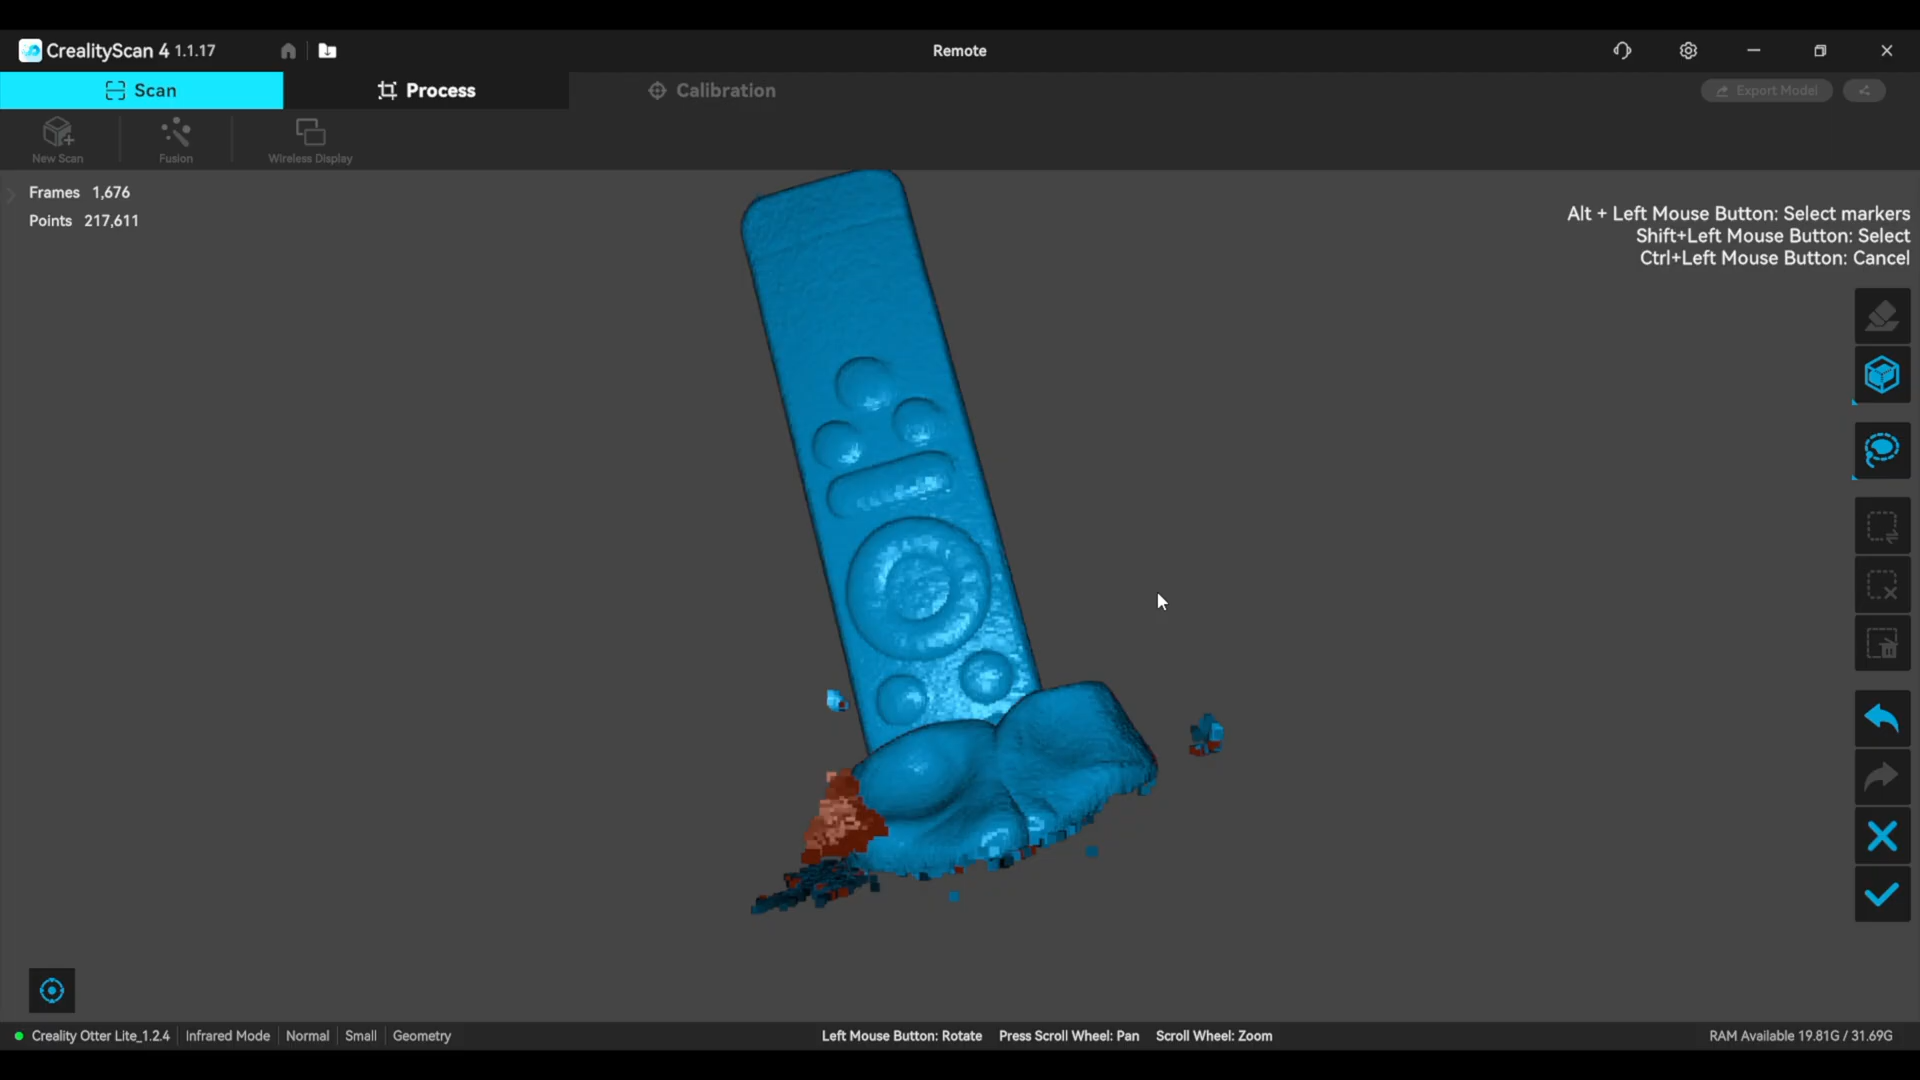 CrealityScan 4 1.1.17
Remote
Scan
Process
Calibration
Export Model
New Scan
Fusion
Wireless Display
Frames 1,676
Points 217,611
Alt + Left Mouse Button: Select markers
Shift+Left Mouse Button: Select
Ctrl+Left Mouse Button: Cancel
Creality Otter Lite_1.2.4 Infrared Mode Normal Small Geometry
Left Mouse Button: Rotate Press Scroll Wheel: Pan Scroll Wheel: Zoom
RAM Available 19.81G / 31.69G